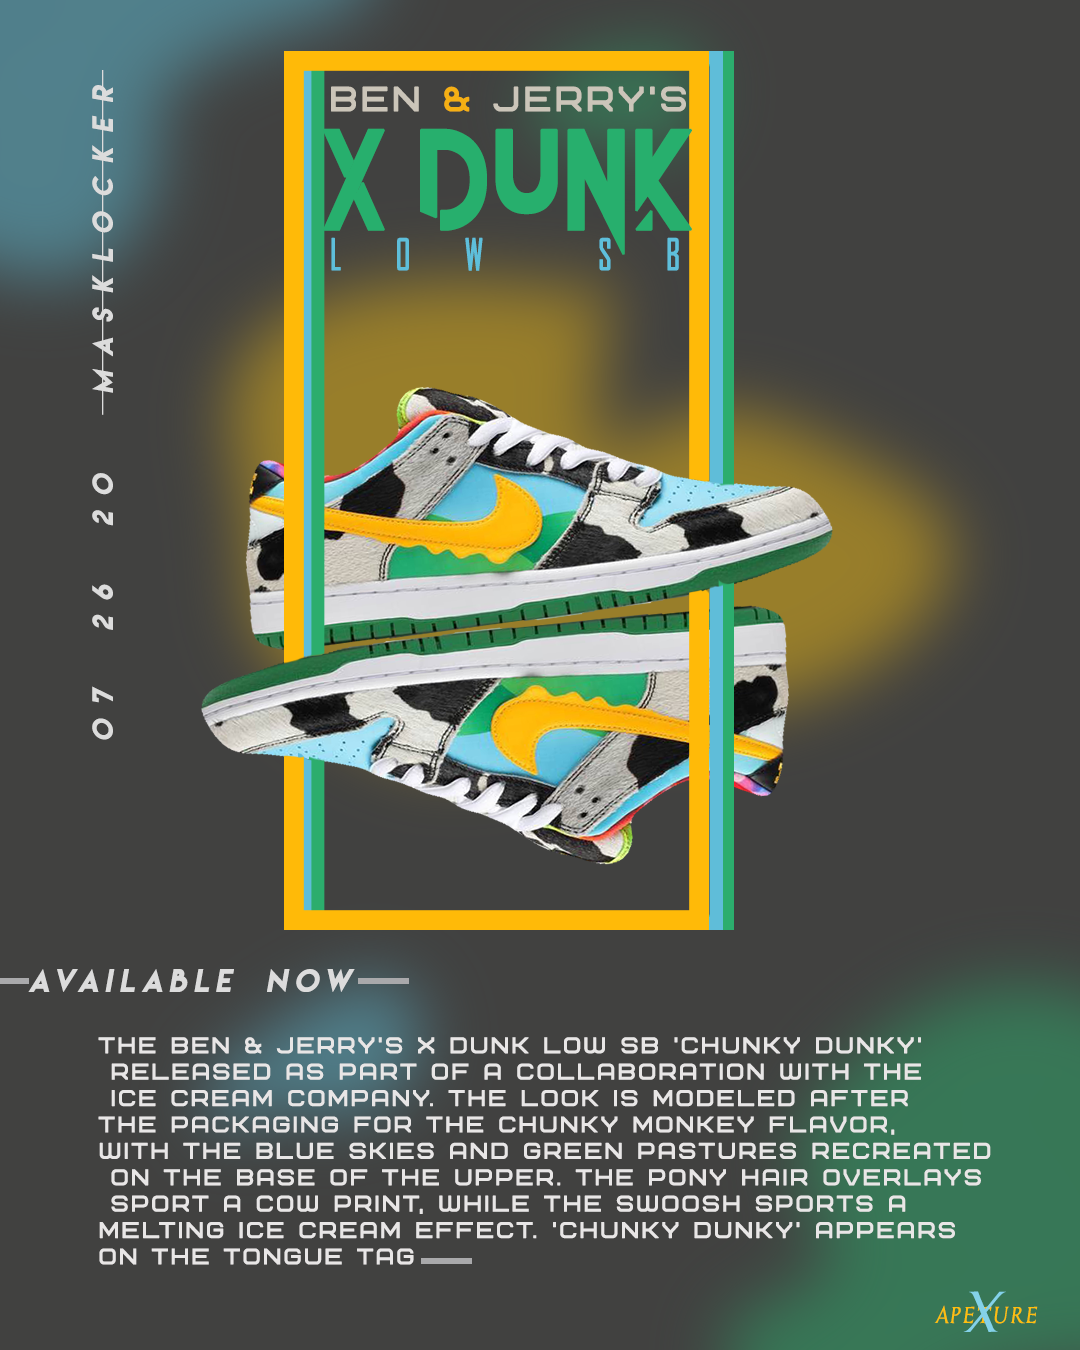 BEN & JERRY'S
X DUNK
LOW SB
MASKLOCKER
07 26 20
AVAILABLE NOW
THE BEN & JERRY'S X DUNK LOW SB 'CHUNKY DUNKY'
RELEASED AS PART OF A COLLABORATION WITH THE
ICE CREAM COMPANY. THE LOOK IS MODELED AFTER
THE PACKAGING FOR THE CHUNKY MONKEY FLAVOR,
WITH THE BLUE SKIES AND GREEN PASTURES RECREATED
ON THE BASE OF THE UPPER. THE PONY HAIR OVERLAYS
SPORT A COW PRINT, WHILE THE SWOOSH SPORTS A
MELTING ICE CREAM EFFECT. 'CHUNKY DUNKY' APPEARS
ON THE TONGUE TAG
APEXTURE